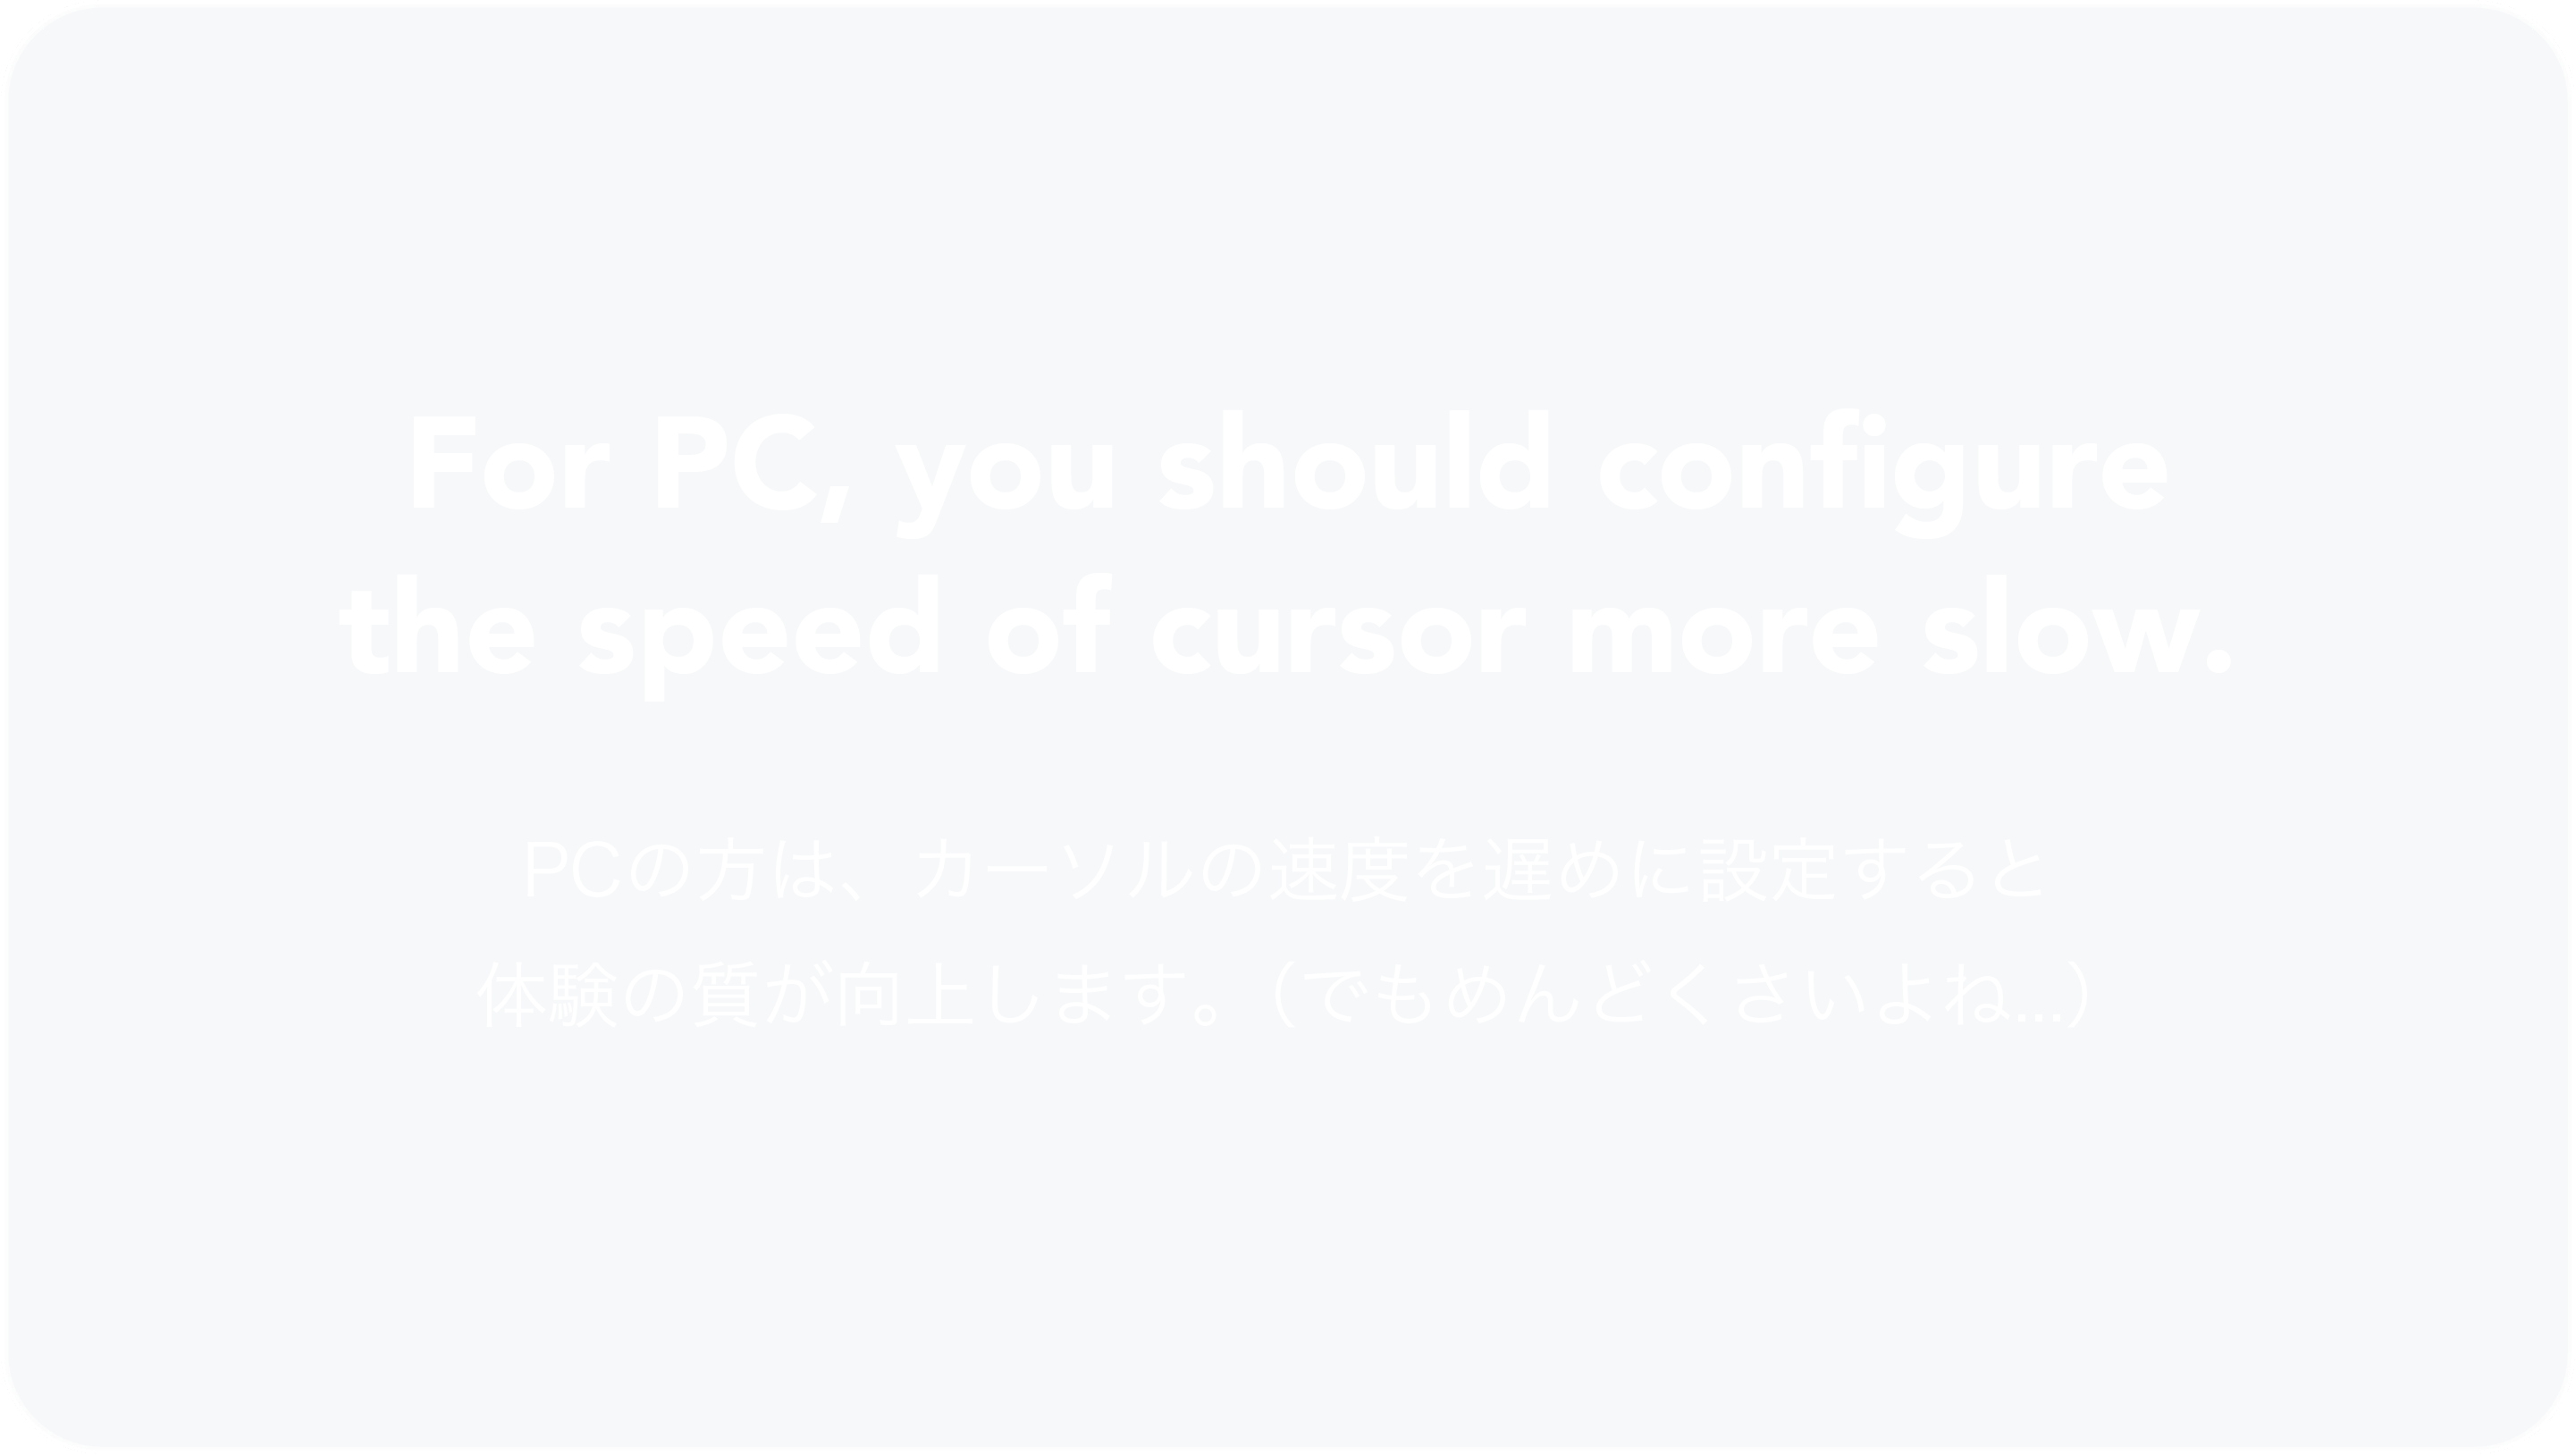 For PC, you should configure
the speed of cursor more slow.
PCの方は、カーソルの速度を遅めに設定すると
体験の質が向上します。（でもめんどくさいよね...）